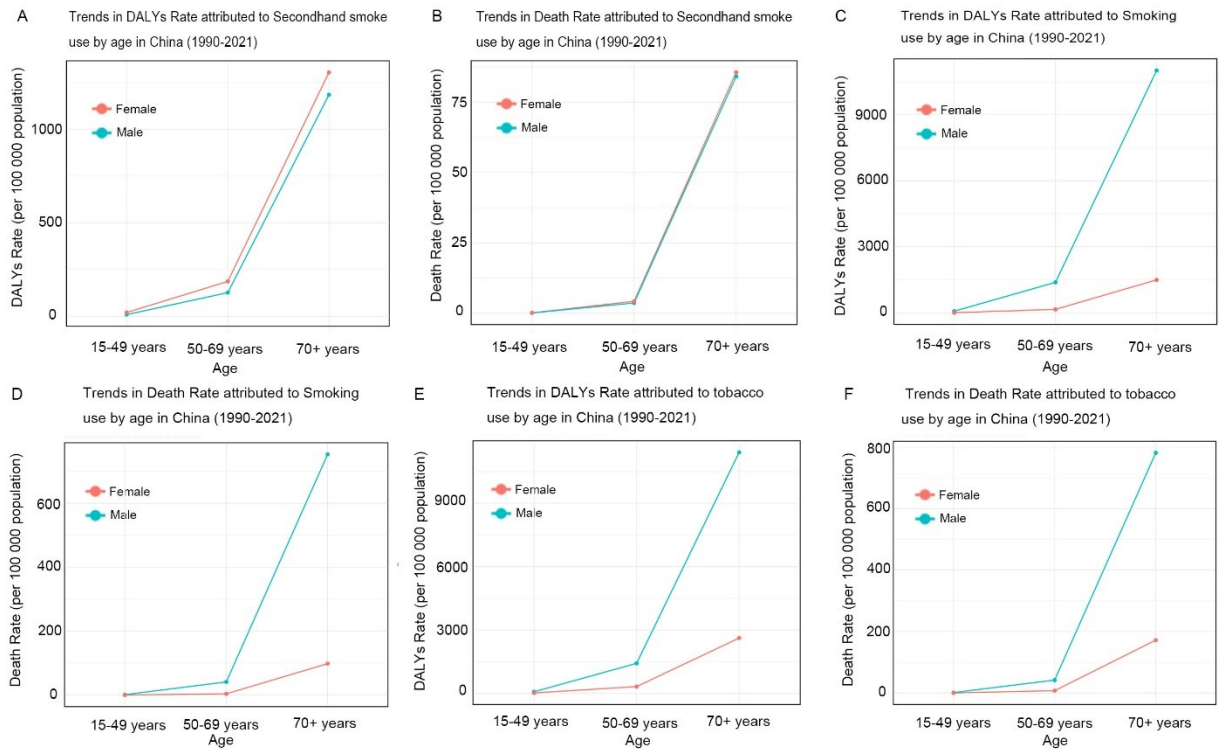 A
Trends in DALYs Rate attributed to Secondhand smoke
use by age in China (1990-2021)
DALYs Rate (per 100 000 population)
1000
500
0
Female
Male
15-49 years
50-69 years
70+ years
Age
B
Trends in Death Rate attributed to Secondhand smoke
use by age in China (1990-2021)
Death Rate (per 100 000 population)
75
50
25
0
Female
Male
15-49 years
50-69 years
70+ years
Age
C
Trends in DALYs Rate attributed to Smoking
use by age in China (1990-2021)
DALYs Rate (per 100 000 population)
9000
6000
3000
0
Female
Male
15-49 years
50-69 years
70+ years
Age
D
Trends in Death Rate attributed to Smoking
use by age in China (1990-2021)
Death Rate (per 100 000 population)
600
400
200
0
Female
Male
15-49 years
50-69 years
70+ years
Age
E
Trends in DALYs Rate attributed to tobacco
use by age in China (1990-2021)
DALYs Rate (per 100 000 population)
9000
6000
3000
0
Female
Male
15-49 years
50-69 years
70+ years
Age
F
Trends in Death Rate attributed to tobacco
use by age in China (1990-2021)
Death Rate (per 100 000 population)
800
600
400
200
0
Female
Male
15-49 years
50-69 years
70+ years
Age